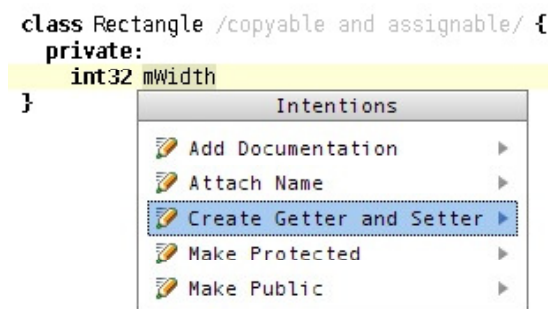 class Rectangle /copyable and assignable/ {
private:
int32 mWidth
}
Intentions
Add Documentation
Attach Name
Create Getter and Setter
Make Protected
Make Public